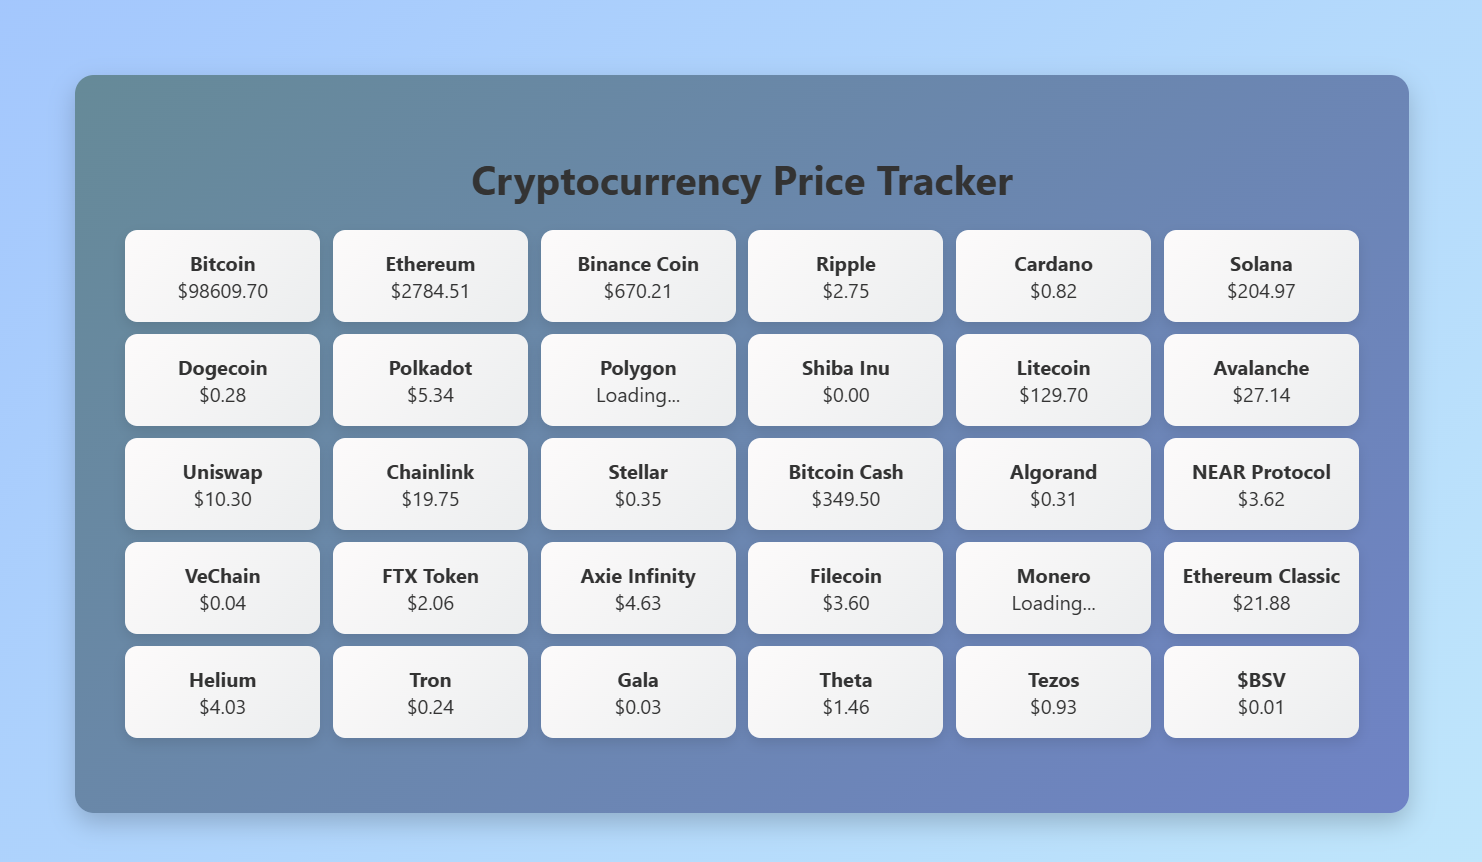 Cryptocurrency Price Tracker
Bitcoin
$98609.70
Ethereum
$2784.51
Binance Coin
$670.21
Ripple
$2.75
Cardano
$0.82
Solana
$204.97
Dogecoin
$0.28
Polkadot
$5.34
Polygon
Loading...
Shiba Inu
$0.00
Litecoin
$129.70
Avalanche
$27.14
Uniswap
$10.30
Chainlink
$19.75
Stellar
$0.35
Bitcoin Cash
$349.50
Algorand
$0.31
NEAR Protocol
$3.62
VeChain
$0.04
FTX Token
$2.06
Axie Infinity
$4.63
Filecoin
$3.60
Monero
Loading...
Ethereum Classic
$21.88
Helium
$4.03
Tron
$0.24
Gala
$0.03
Theta
$1.46
Tezos
$0.93
$BSV
$0.01